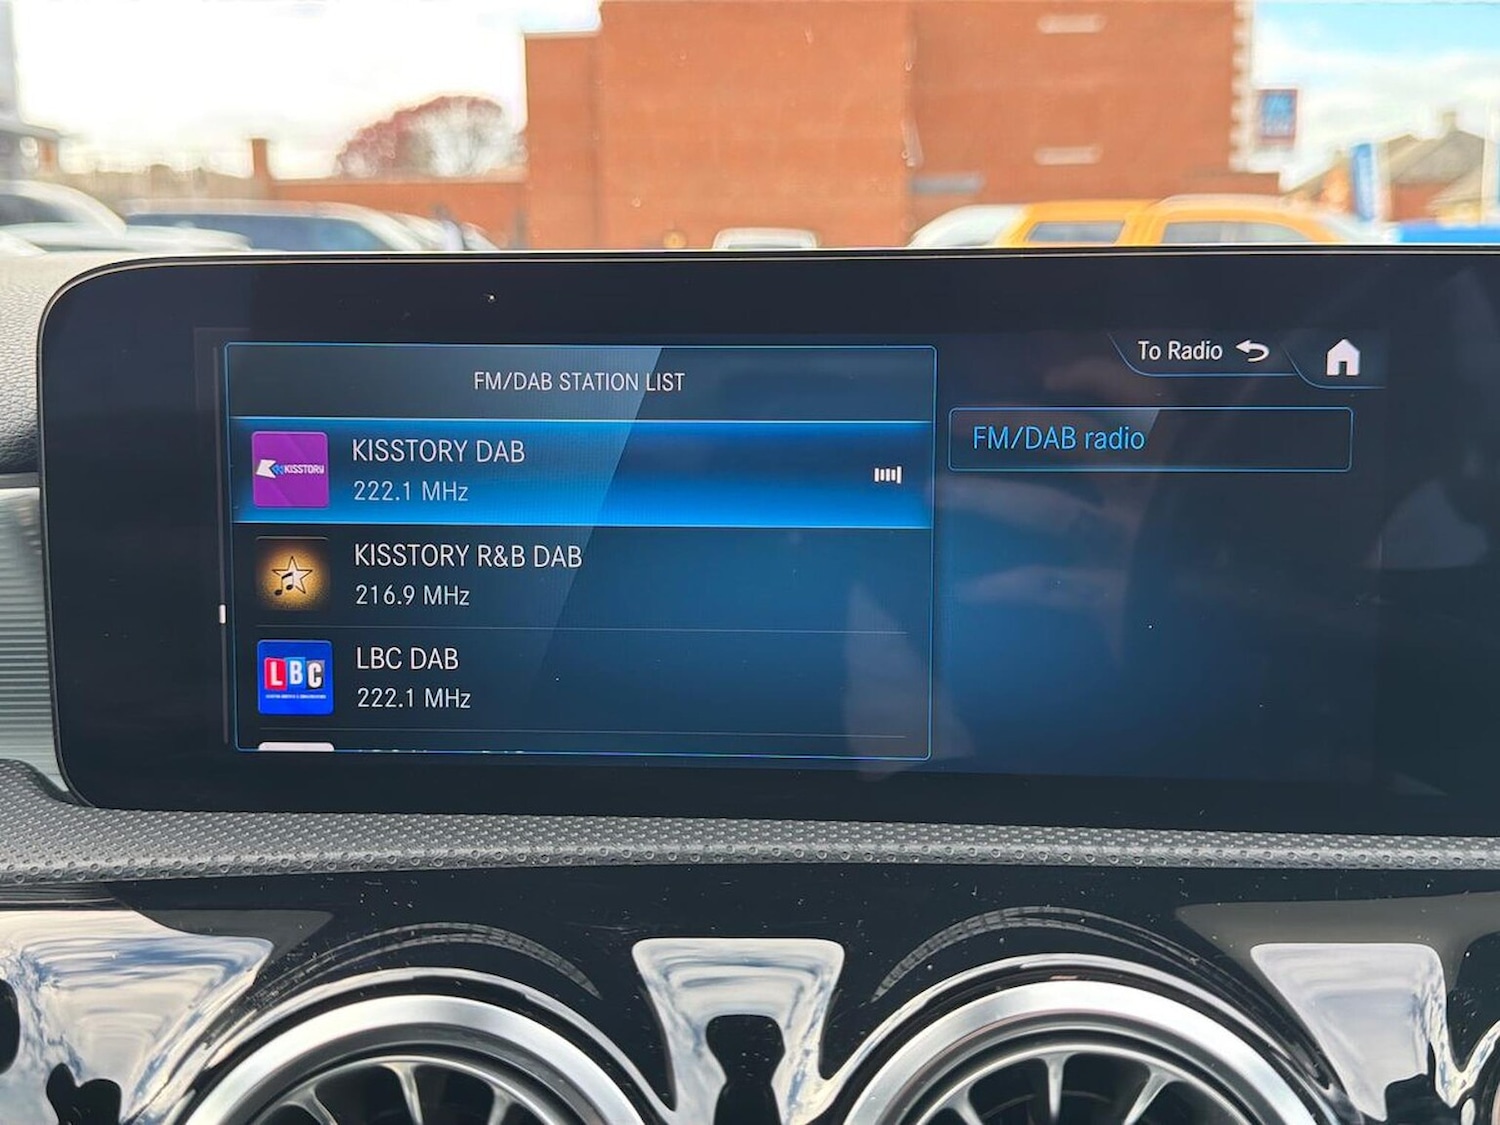 To Radio
FM/DAB STATION LIST
FM/DAB radio
KISSTORY
KISSTORY DAB
222.1 MHz
KISSTORY R&B DAB
216.9 MHz
LBC
LBC DAB
222.1 MHz